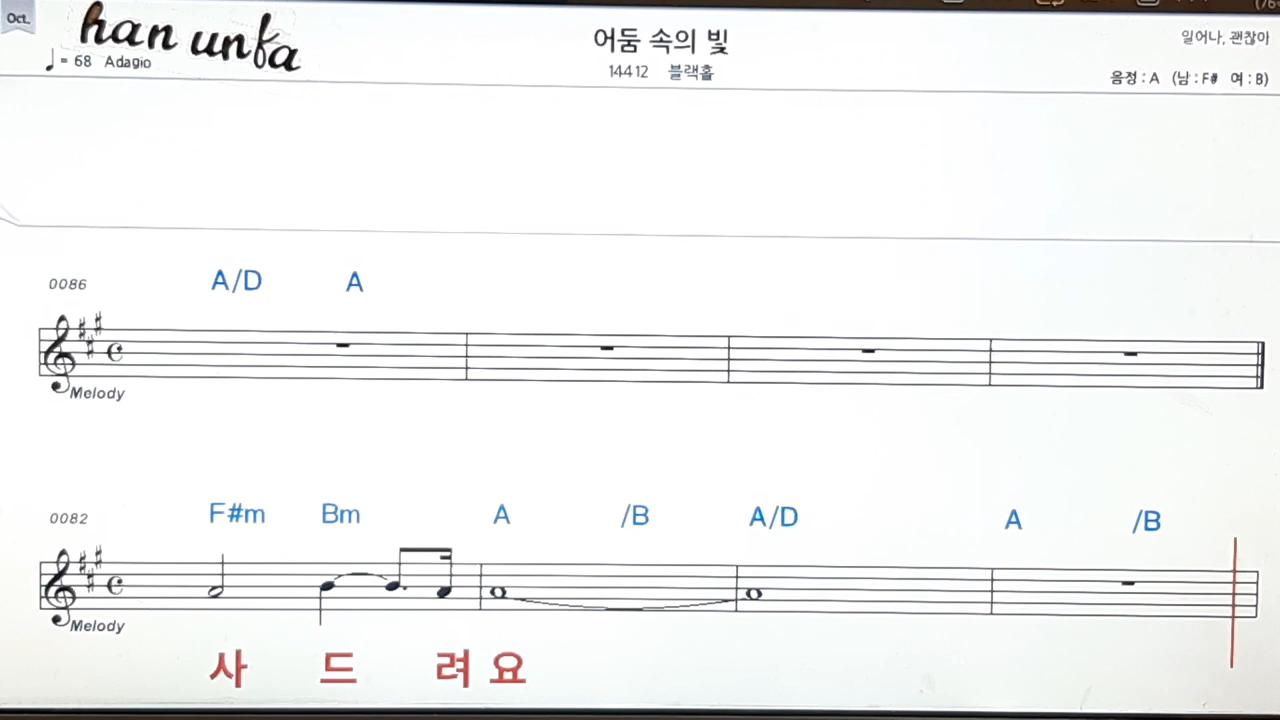 Oct.
han unfa
♩= 68 Adagio
어둠 속의 빛
14412 블랙홀
일어나, 괜찮아
음정 : A (남 : F# 여 : B)
0086
A/D A
Melody
0082
F#m Bm A /B A/D A /B
Melody
사 드 려 요